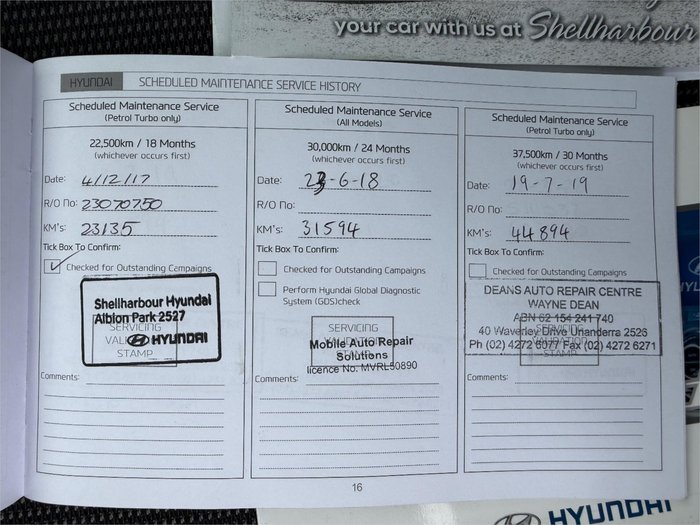 your car with us at Shellharbour
HYUNDAI SCHEDULED MAINTENANCE SERVICE HISTORY
Scheduled Maintenance Service
(Petrol Turbo only)
22,500km / 18 Months
(whichever occurs first)
Date: 4/12/17
R/O No: 23070750
KM's: 23135
Tick Box To Confirm:
Checked for Outstanding Campaigns
Shellharbour Hyundai
Albion Park 2527
HYUNDAI
SERVICING
VALIDATION
STAMP
Comments:
Scheduled Maintenance Service
(All Models)
30,000km / 24 Months
(whichever occurs first)
Date: 23-6-18
R/O No:
KM's: 31594
Tick Box To Confirm:
Checked for Outstanding Campaigns
Perform Hyundai Global Diagnostic
System (GDS)check
SERVICING
Mobile Auto Repair
Solutions
licence No. MVRL50890
Comments:
Scheduled Maintenance Service
(Petrol Turbo only)
37,500km / 30 Months
(whichever occurs first)
Date: 19-7-19
R/O No:
KM's: 44894
Tick Box To Confirm:
Checked for Outstanding Campaigns
DEANS AUTO REPAIR CENTRE
WAYNE DEAN
ABN 62 154 241 740
SERVICING
40 Waverley Drive Unanderra 2526
Ph (02) 4272 6077 Fax (02) 4272 6271
VALIDATION
STAMP
Comments:
16
HYUNDAI